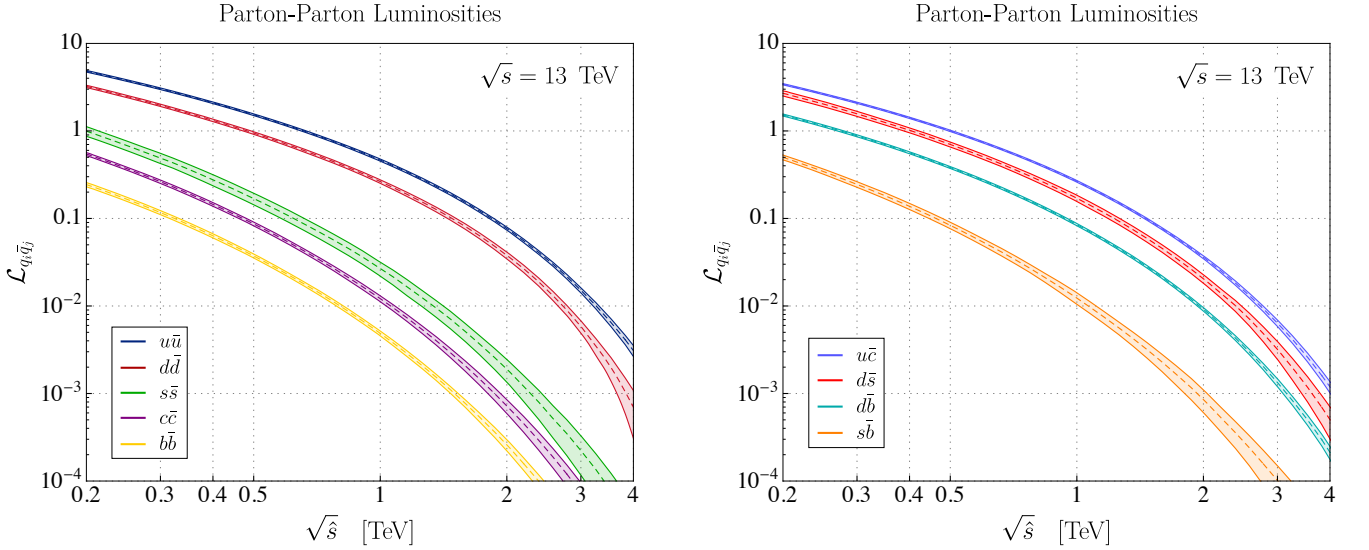 Parton-Parton Luminosities
√s = 13 TeV
𝓛_{q_i q̄_j}
10
1
0.1
10⁻²
10⁻³
10⁻⁴
uū
dd̄
ss̄
cc̄
bb̄
0.2 0.3 0.4 0.5 1 2 3 4
√ŝ [TeV]
Parton-Parton Luminosities
√s = 13 TeV
𝓛_{q_i q̄_j}
10
1
0.1
10⁻²
10⁻³
10⁻⁴
uc̄
ds̄
db̄
sb̄
0.2 0.3 0.4 0.5 1 2 3 4
√ŝ [TeV]